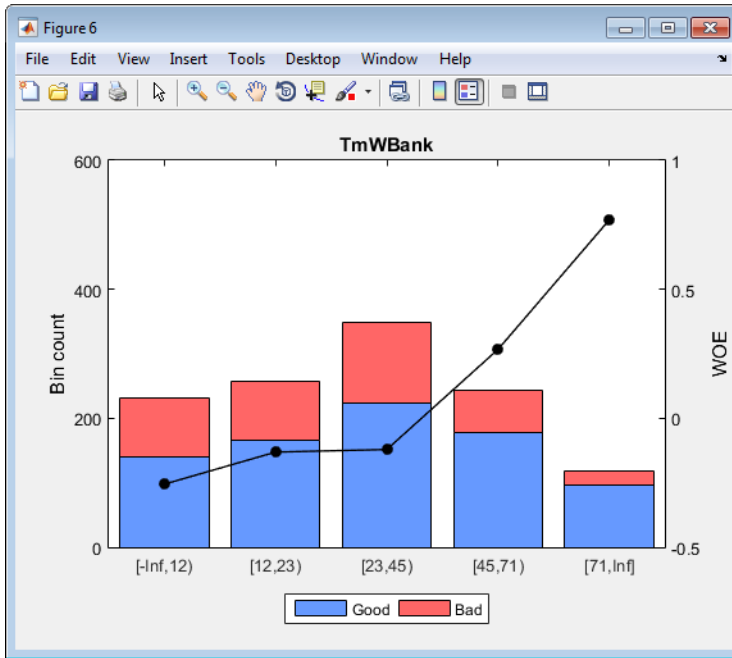 Figure 6
File Edit View Insert Tools Desktop Window Help
TmWBank
600
400
200
0
Bin count
1
0.5
0
-0.5
WOE
[-Inf,12) [12,23) [23,45) [45,71) [71,Inf]
Good Bad